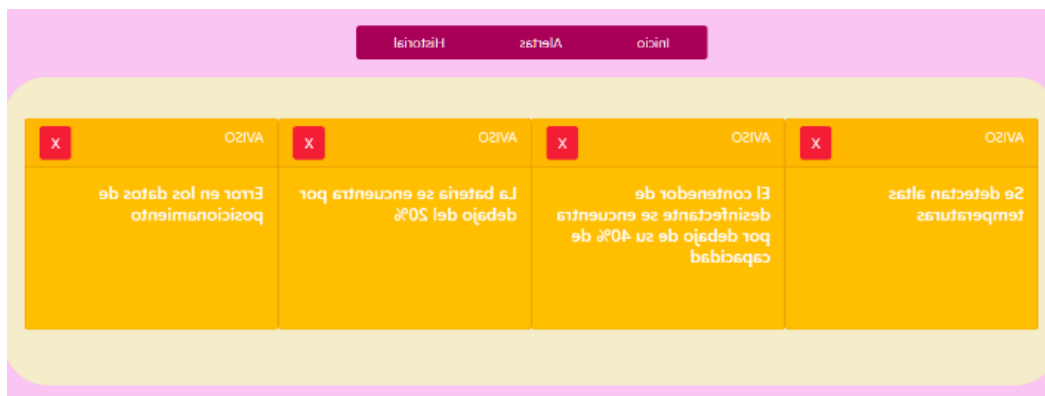 Inicio Alertas Historial
AVISO X
Se detectan altas
temperaturas
AVISO X
El contenedor de
desinfectante se encuentra
por debajo de su 40% de
capacidad
AVISO X
La bateria se encuentra por
debajo del 20%
AVISO X
Error en los datos de
posicionamiento